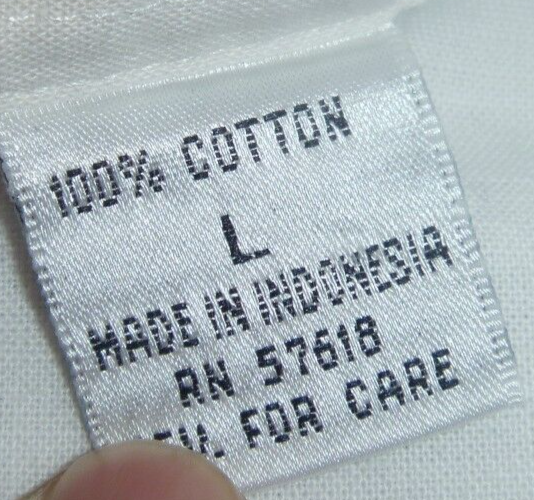 100% COTTON
L
MADE IN INDONESIA
RN 57618
FOR CARE